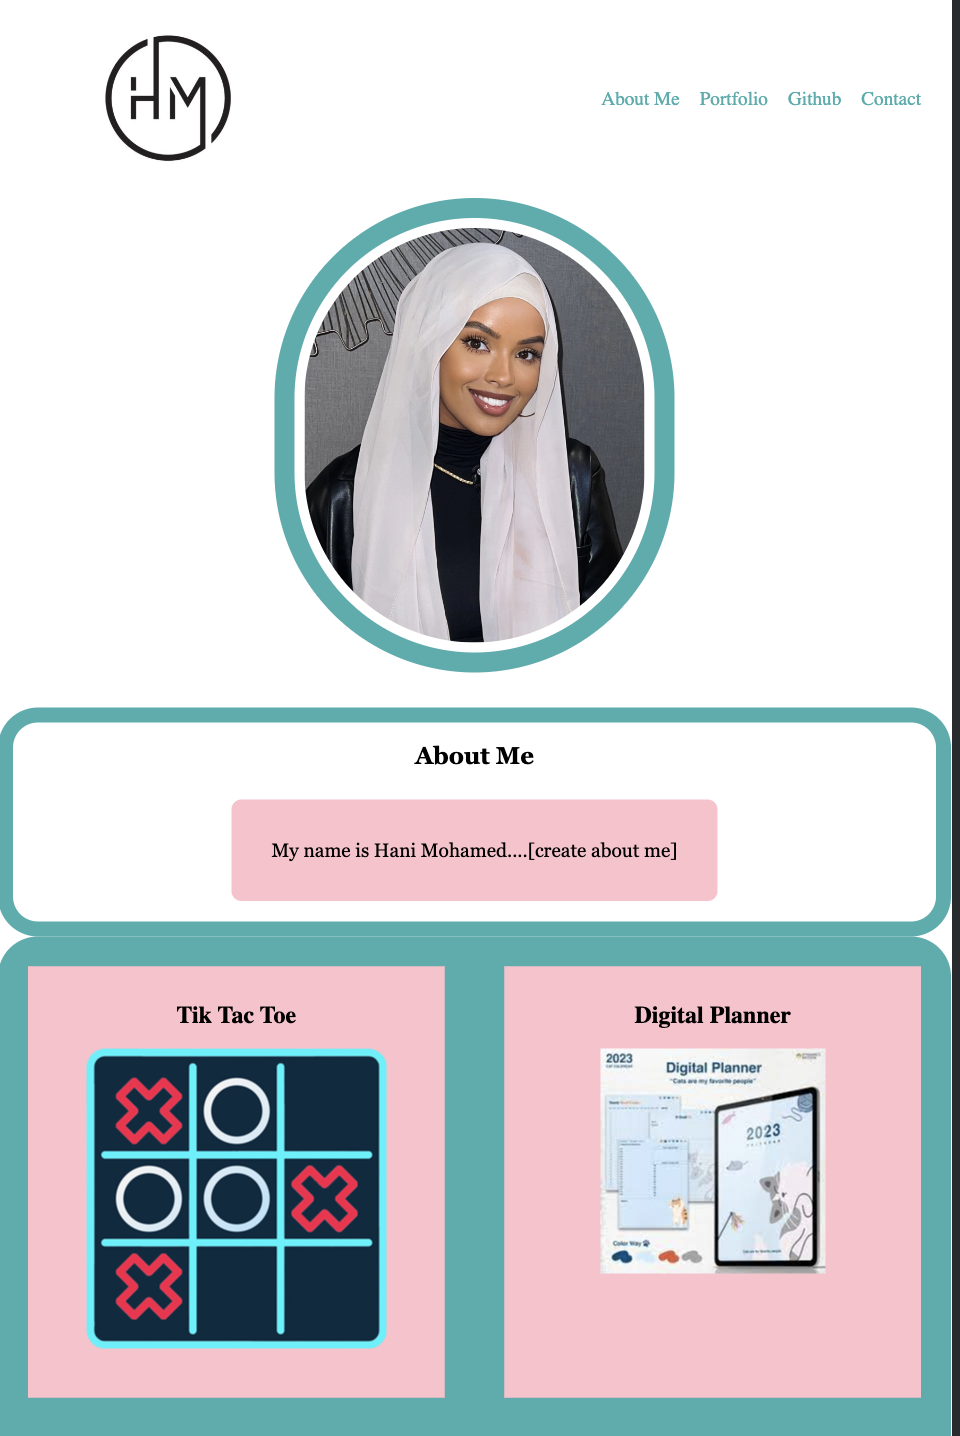 HM
About Me Portfolio Github Contact
About Me
My name is Hani Mohamed....[create about me]
Tik Tac Toe
Digital Planner
2023
Digital Planner
"Cats are my favorite people"
2023
Color Way